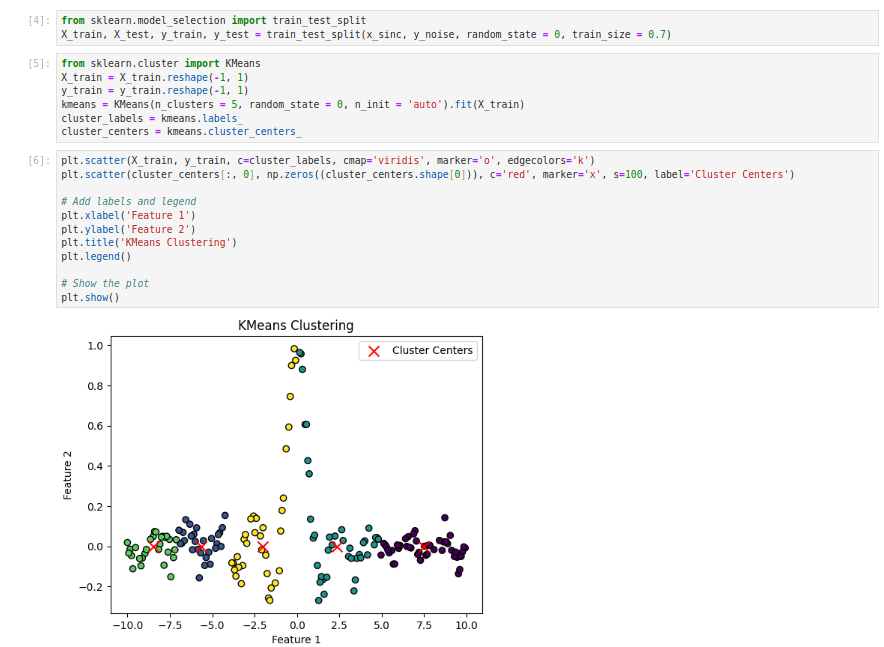 [4]: from sklearn.model_selection import train_test_split
X_train, X_test, y_train, y_test = train_test_split(x_sinc, y_noise, random_state = 0, train_size = 0.7)
[5]: from sklearn.cluster import KMeans
X_train = X_train.reshape(-1, 1)
y_train = y_train.reshape(-1, 1)
kmeans = KMeans(n_clusters = 5, random_state = 0, n_init = 'auto').fit(X_train)
cluster_labels = kmeans.labels_
cluster_centers = kmeans.cluster_centers_
[6]: plt.scatter(X_train, y_train, c=cluster_labels, cmap='viridis', marker='o', edgecolors='k')
plt.scatter(cluster_centers[:, 0], np.zeros((cluster_centers.shape[0])), c='red', marker='x', s=100, label='Cluster Centers')
# Add labels and legend
plt.xlabel('Feature 1')
plt.ylabel('Feature 2')
plt.title('KMeans Clustering')
plt.legend()
# Show the plot
plt.show()
KMeans Clustering
Cluster Centers
1.0
0.8
0.6
0.4
0.2
0.0
−0.2
Feature 2
−10.0 −7.5 −5.0 −2.5 0.0 2.5 5.0 7.5 10.0
Feature 1